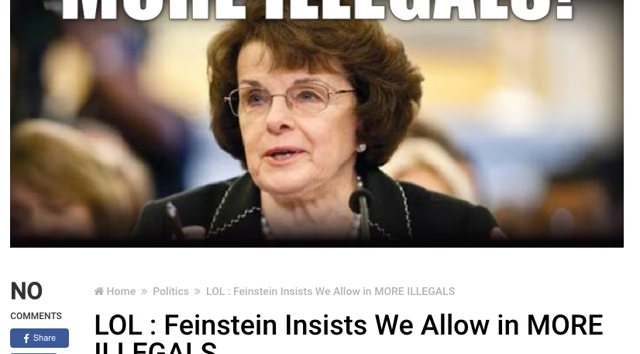 MORE ILLEGALS!
NO
COMMENTS
Share
Home » Politics » LOL : Feinstein Insists We Allow in MORE ILLEGALS
LOL : Feinstein Insists We Allow in MORE
ILLEGALS